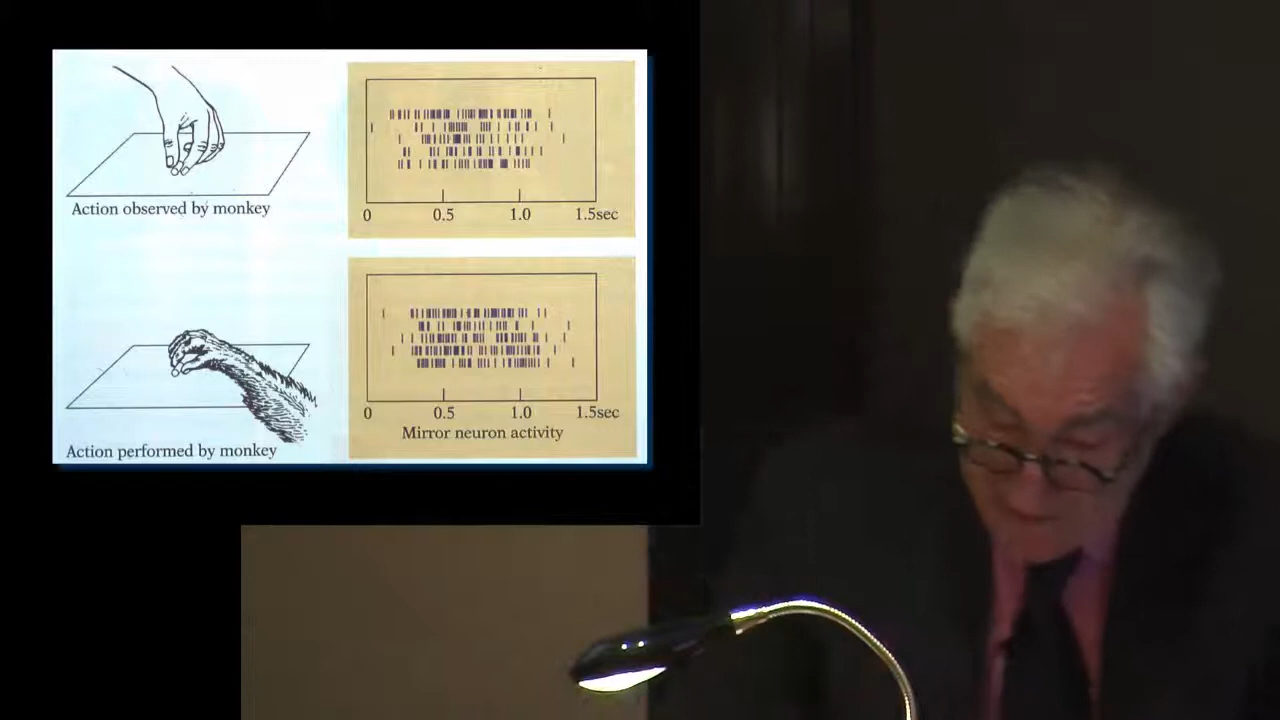 Action observed by monkey
0 0.5 1.0 1.5sec
0 0.5 1.0 1.5sec
Mirror neuron activity
Action performed by monkey